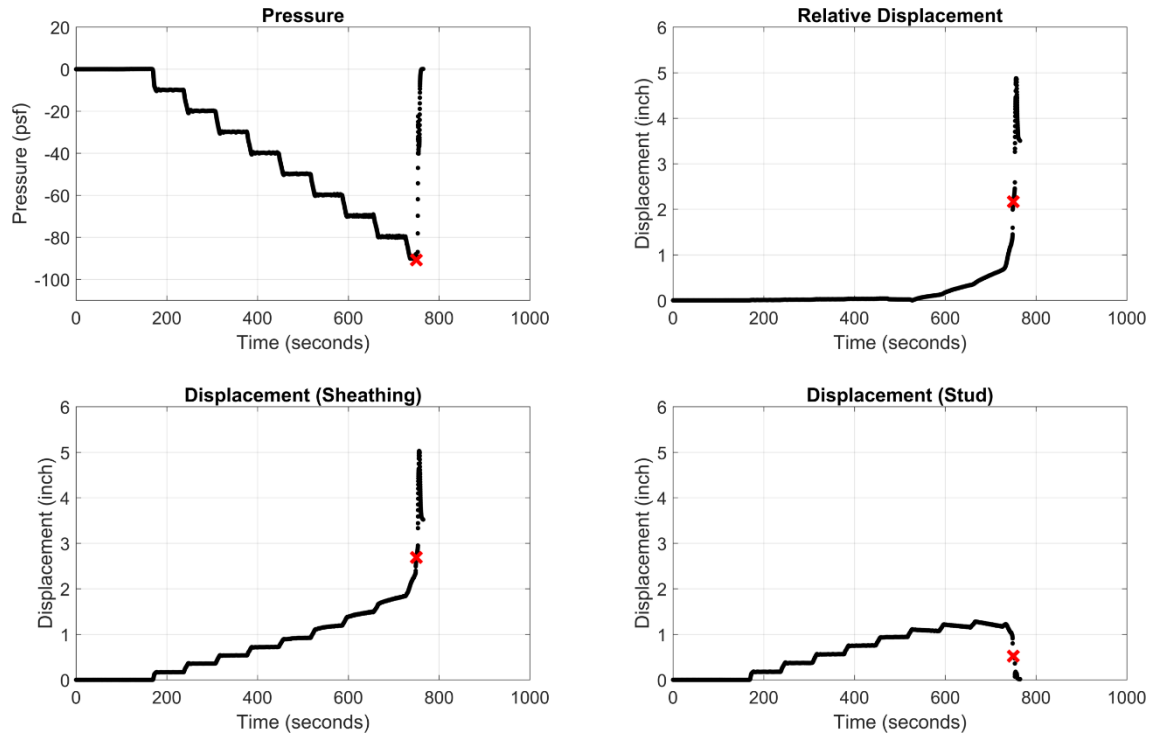 Pressure
20
0
-20
-40
-60
-80
-100
Pressure (psf)
0 200 400 600 800 1000
Time (seconds)
Relative Displacement
6
5
4
3
2
1
0
Displacement (inch)
0 200 400 600 800 1000
Time (seconds)
Displacement (Sheathing)
6
5
4
3
2
1
0
Displacement (inch)
0 200 400 600 800 1000
Time (seconds)
Displacement (Stud)
6
5
4
3
2
1
0
Displacement (inch)
0 200 400 600 800 1000
Time (seconds)